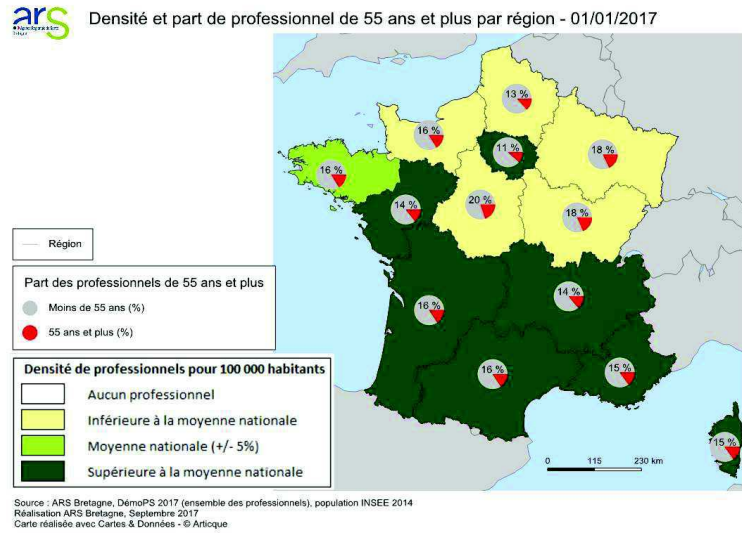 ars
Densité et part de professionnel de 55 ans et plus par région - 01/01/2017
13 %
16 %
11 %
18 %
16 %
14 %
20 %
18 %
14 %
16 %
16 %
15 %
15 %
Région
Part des professionnels de 55 ans et plus
Moins de 55 ans (%)
55 ans et plus (%)
Densité de professionnels pour 100 000 habitants
Aucun professionnel
Inférieure à la moyenne nationale
Moyenne nationale (+/- 5%)
Supérieure à la moyenne nationale
0 115 230 km
Source : ARS Bretagne, DémoPS 2017 (ensemble des professionnels), population INSEE 2014
Réalisation ARS Bretagne, Septembre 2017
Carte réalisée avec Cartes & Données - © Articque